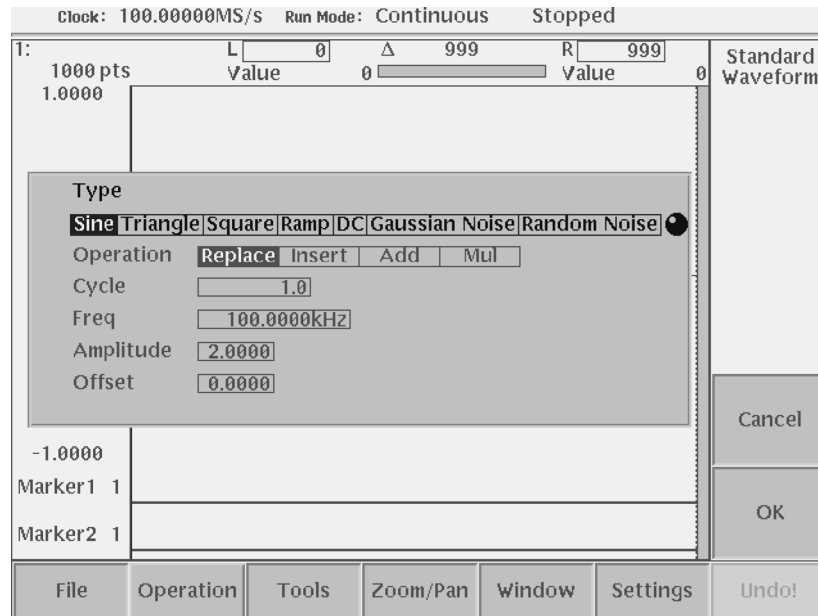 Clock: 100.00000MS/s Run Mode: Continuous Stopped
1: L 0 Δ 999 R 999
1000 pts Value 0 Value 0
Standard Waveform
1.0000
Type
Sine Triangle Square Ramp DC Gaussian Noise Random Noise
Operation Replace Insert Add Mul
Cycle 1.0
Freq 100.0000kHz
Amplitude 2.0000
Offset 0.0000
Cancel
-1.0000
Marker1 1
OK
Marker2 1
File Operation Tools Zoom/Pan Window Settings Undo!